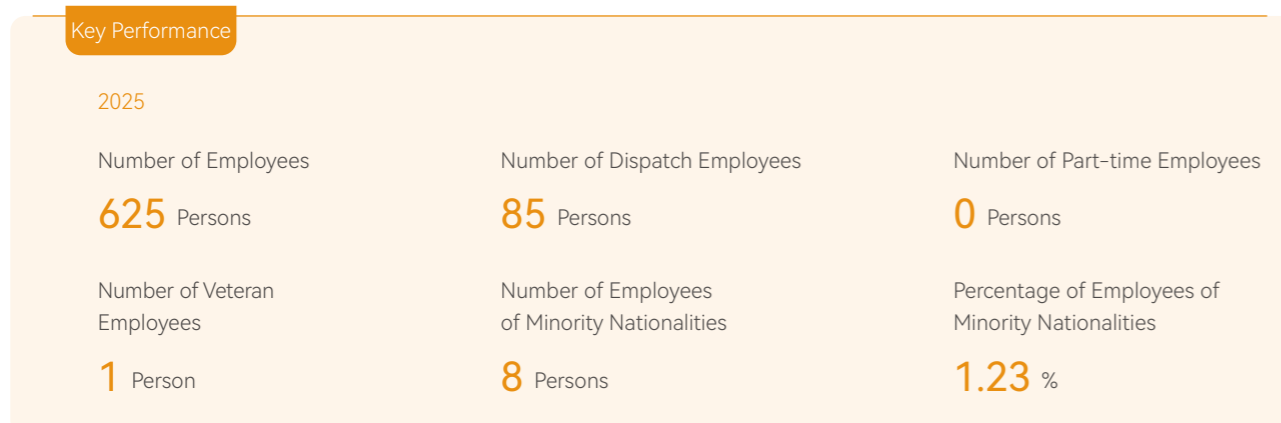 Key Performance
2025
Number of Employees
625 Persons
Number of Dispatch Employees
85 Persons
Number of Part-time Employees
0 Persons
Number of Veteran
Employees
1 Person
Number of Employees
of Minority Nationalities
8 Persons
Percentage of Employees of
Minority Nationalities
1.23 %